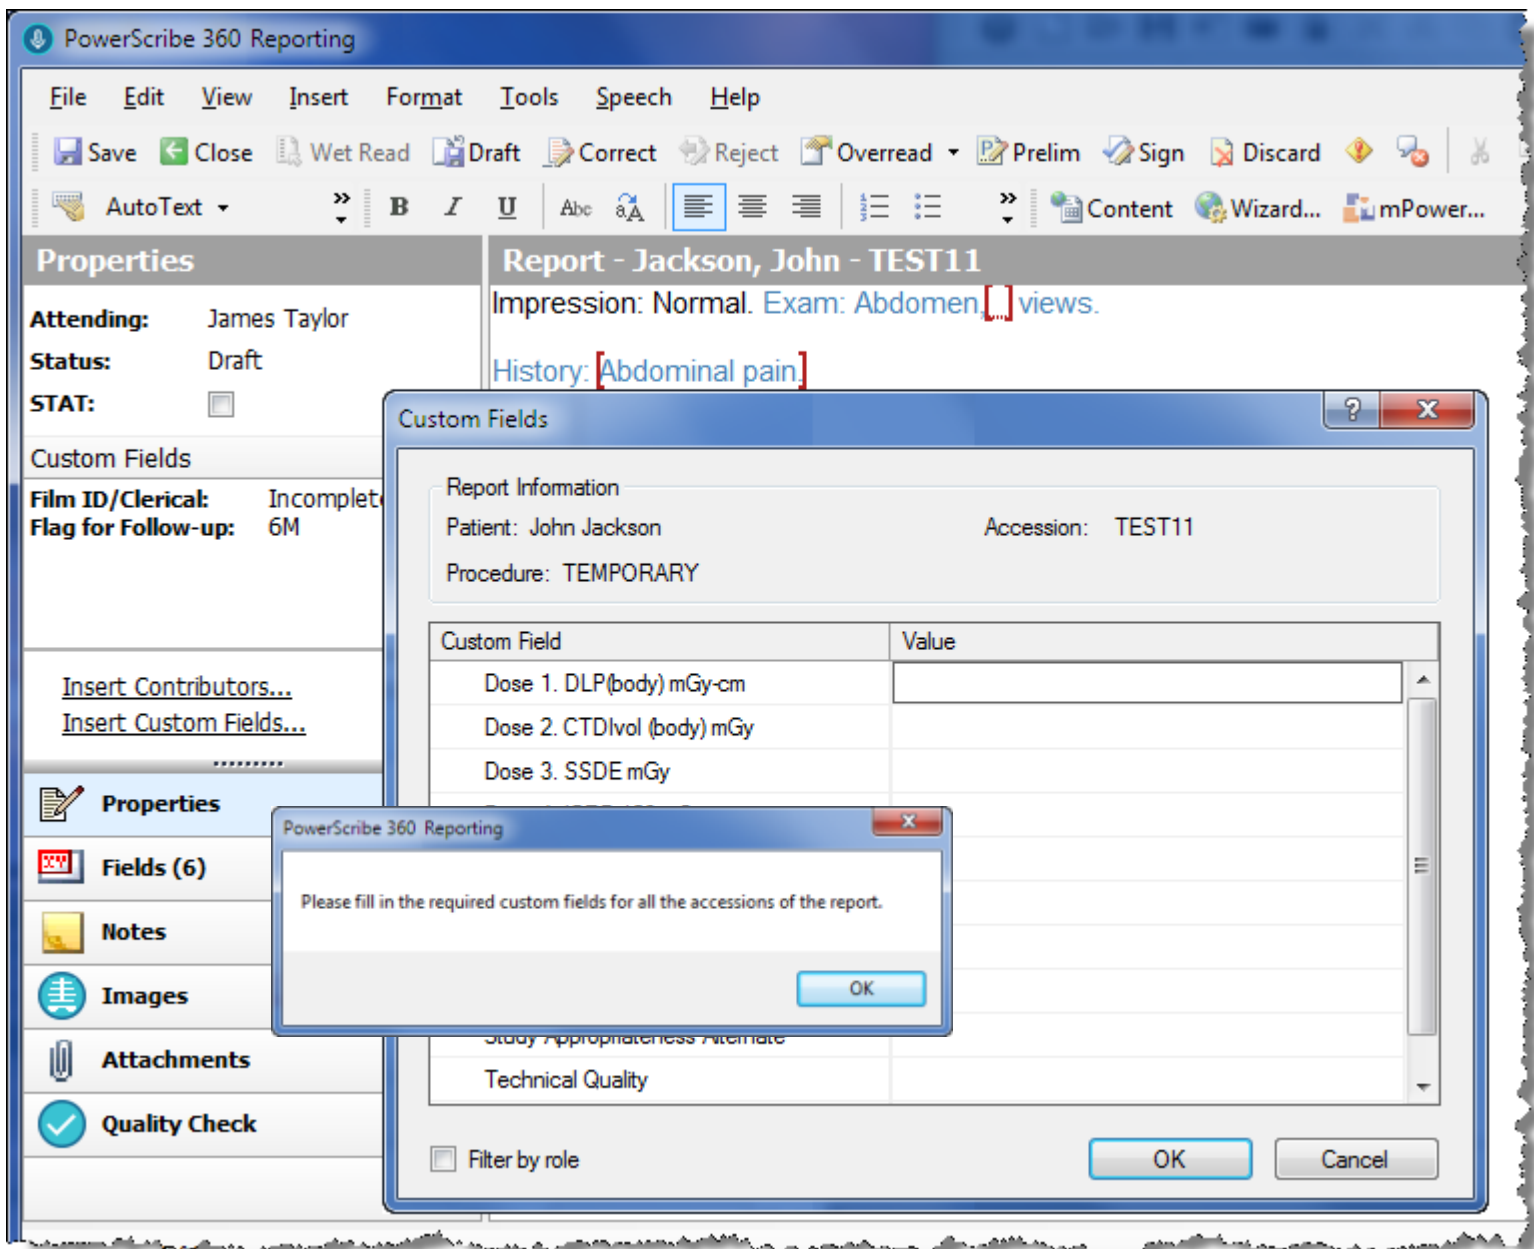 PowerScribe 360 Reporting
File Edit View Insert Format Tools Speech Help
Save Close Wet Read Draft Correct Reject Overread Prelim Sign Discard
AutoText B I U Abc Content Wizard... mPower...
Properties
Attending: James Taylor
Status: Draft
STAT:
Custom Fields
Film ID/Clerical: Incomplete
Flag for Follow-up: 6M
Insert Contributors...
Insert Custom Fields...
Properties
Fields (6)
Notes
Images
Attachments
Quality Check
Report - Jackson, John - TEST11
Impression: Normal. Exam: Abdomen,[...] views.
History: [Abdominal pain.]
Custom Fields
Report Information
Patient: John Jackson Accession: TEST11
Procedure: TEMPORARY
Custom Field Value
Dose 1. DLP(body) mGy-cm
Dose 2. CTDIvol (body) mGy
Dose 3. SSDE mGy
PowerScribe 360 Reporting
Please fill in the required custom fields for all the accessions of the report.
OK
Study Appropriateness Alternate
Technical Quality
Filter by role
OK Cancel